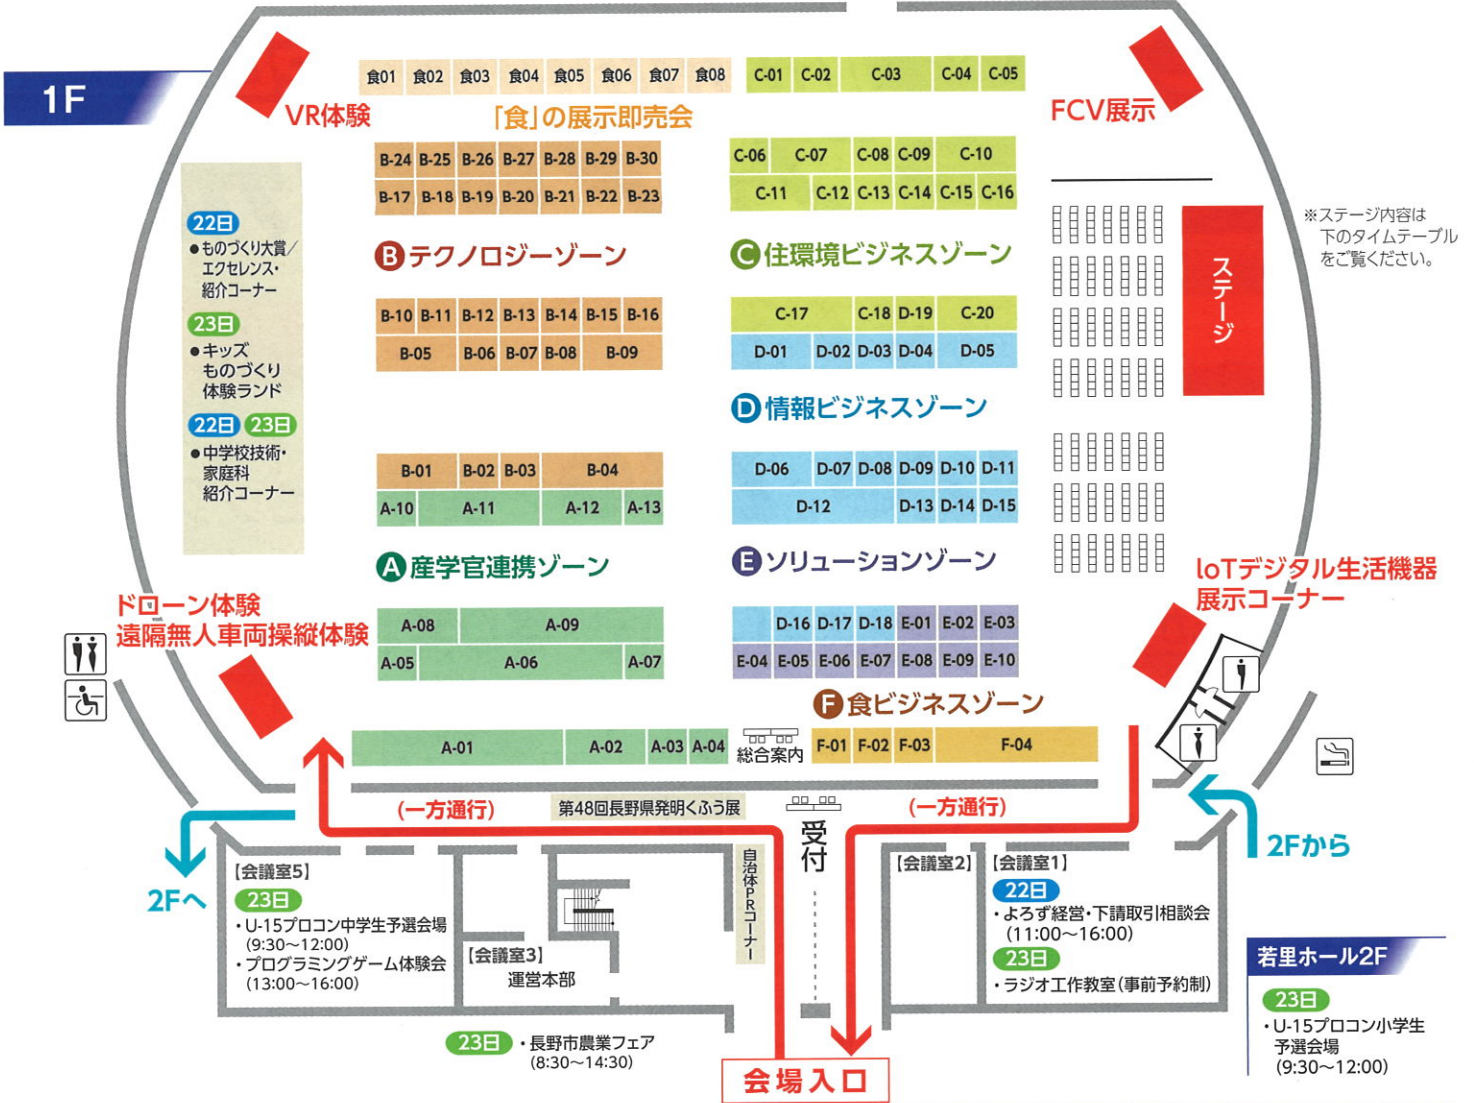 1F
VR体験
食01 食02 食03 食04 食05 食06 食07 食08
「食」の展示即売会
C-01 C-02 C-03 C-04 C-05
FCV展示
B-24 B-25 B-26 B-27 B-28 B-29 B-30
B-17 B-18 B-19 B-20 B-21 B-22 B-23
C-06 C-07 C-08 C-09 C-10
C-11 C-12 C-13 C-14 C-15 C-16
22日
●ものづくり大賞/
エクセレンス・
紹介コーナー
23日
●キッズ
ものづくり
体験ランド
22日 23日
●中学校技術・
家庭科
紹介コーナー
B テクノロジーゾーン
C 住環境ビジネスゾーン
ステージ
※ステージ内容は
下のタイムテーブル
をご覧ください。
B-10 B-11 B-12 B-13 B-14 B-15 B-16
B-05 B-06 B-07 B-08 B-09
C-17 C-18 D-19 C-20
D-01 D-02 D-03 D-04 D-05
D 情報ビジネスゾーン
B-01 B-02 B-03 B-04
A-10 A-11 A-12 A-13
D-06 D-07 D-08 D-09 D-10 D-11
D-12 D-13 D-14 D-15
A 産学官連携ゾーン
E ソリューションゾーン
IoTデジタル生活機器
展示コーナー
ドローン体験
遠隔無人車両操縦体験
A-08 A-09
A-05 A-06 A-07
D-16 D-17 D-18 E-01 E-02 E-03
E-04 E-05 E-06 E-07 E-08 E-09 E-10
F 食ビジネスゾーン
A-01 A-02 A-03 A-04
総合案内
F-01 F-02 F-03 F-04
(一方通行)
第48回長野県発明くふう展
受付
(一方通行)
2Fへ
2Fから
【会議室5】
23日
・U-15プロコン中学生予選会場
(9:30〜12:00)
・プログラミングゲーム体験会
(13:00〜16:00)
【会議室3】
運営本部
自治体PRコーナー
【会議室2】
【会議室1】
22日
・よろず経営・下請取引相談会
(11:00〜16:00)
23日
・ラジオ工作教室(事前予約制)
若里ホール2F
23日
・U-15プロコン小学生
予選会場
(9:30〜12:00)
23日 ・長野市農業フェア
(8:30〜14:30)
会場入口